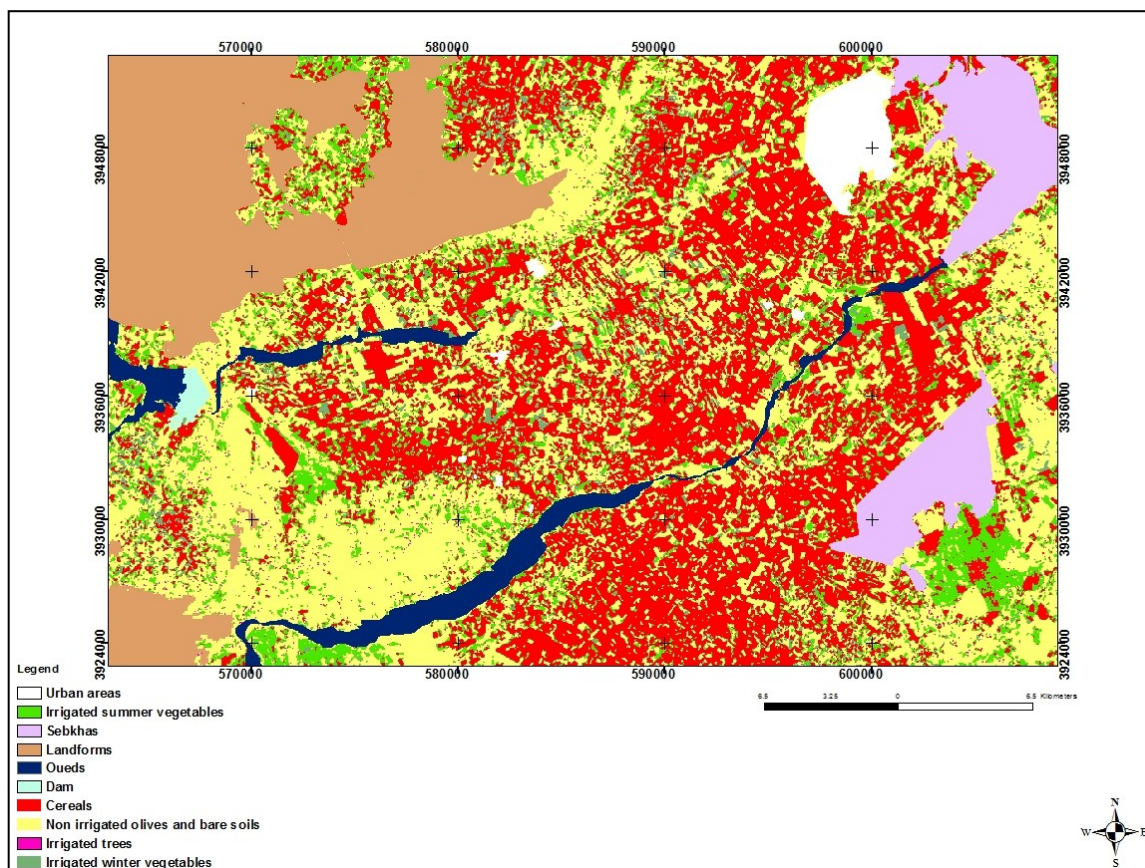 570000 580000 590000 600000
3948000 3948000
3942000 3942000
3936000 3936000
3930000 3930000
3924000 3924000
570000 580000 590000 600000
Legend
Urban areas
Irrigated summer vegetables
Sebkhas
Landforms
Oueds
Dam
Cereals
Non irrigated olives and bare soils
Irrigated trees
Irrigated winter vegetables
6.5 3.25 0 6.5 Kilometers
N
W E
S